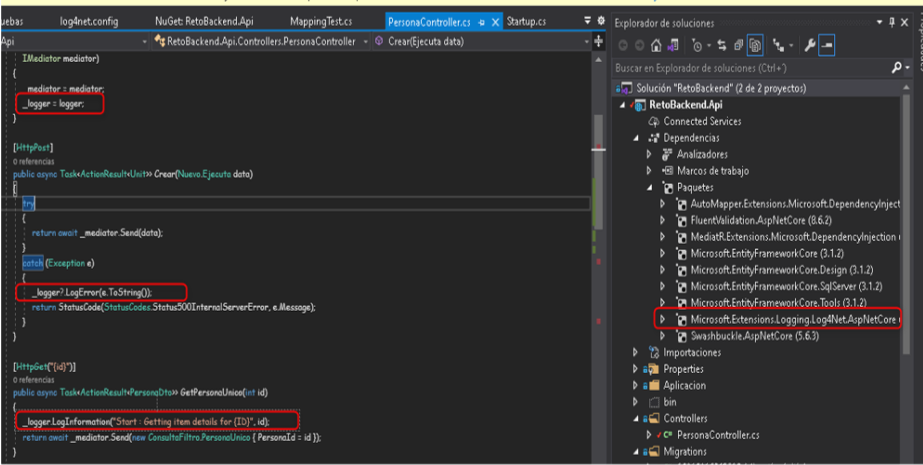 uebas log4net.config NuGet: RetoBackend.Api MappingTest.cs PersonaController.cs Startup.cs
Api RetoBackend.Api.Controllers.PersonaController Crear(Ejecuta data)
IMediator mediator)
{
_mediator = mediator;
_logger = logger;
}
[HttpPost]
0 referencias
public async Task<ActionResult<Unit>> Crear(Nuevo.Ejecuta data)
{
try
{
return await _mediator.Send(data);
}
catch (Exception e)
{
_logger?.LogError(e.ToString());
return StatusCode(StatusCodes.Status500InternalServerError, e.Message);
}
}
[HttpGet("{id}")]
0 referencias
public async Task<ActionResult<PersonaDto>> GetPersonaUnico(int id)
{
_logger.LogInformation("Start : Getting item details for {ID}", id);
return await _mediator.Send(new ConsultaFiltro.PersonaUnico { PersonaId = id });
}
Explorador de soluciones
Buscar en Explorador de soluciones (Ctrl+')
Solución "RetoBackend" (2 de 2 proyectos)
RetoBackend.Api
Connected Services
Dependencias
Analizadores
Marcos de trabajo
Paquetes
AutoMapper.Extensions.Microsoft.DependencyInject
FluentValidation.AspNetCore (8.6.2)
MediatR.Extensions.Microsoft.DependencyInjection (
Microsoft.EntityFrameworkCore (3.1.2)
Microsoft.EntityFrameworkCore.Design (3.1.2)
Microsoft.EntityFrameworkCore.SqlServer (3.1.2)
Microsoft.EntityFrameworkCore.Tools (3.1.2)
Microsoft.Extensions.Logging.Log4Net.AspNetCore (
Swashbuckle.AspNetCore (5.6.3)
Importaciones
Properties
Aplicacion
bin
Controllers
C# PersonaController.cs
Migrations